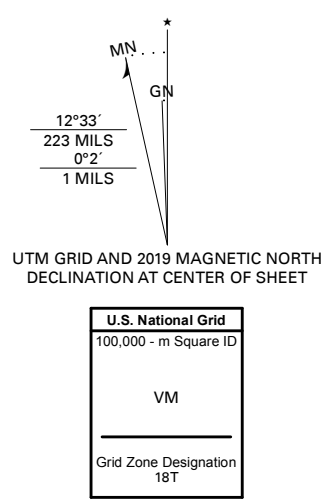 ★
MN
GN
12°33´
223 MILS
0°2´
1 MILS
UTM GRID AND 2019 MAGNETIC NORTH
DECLINATION AT CENTER OF SHEET
U.S. National Grid
100,000 - m Square ID
VM
Grid Zone Designation
18T